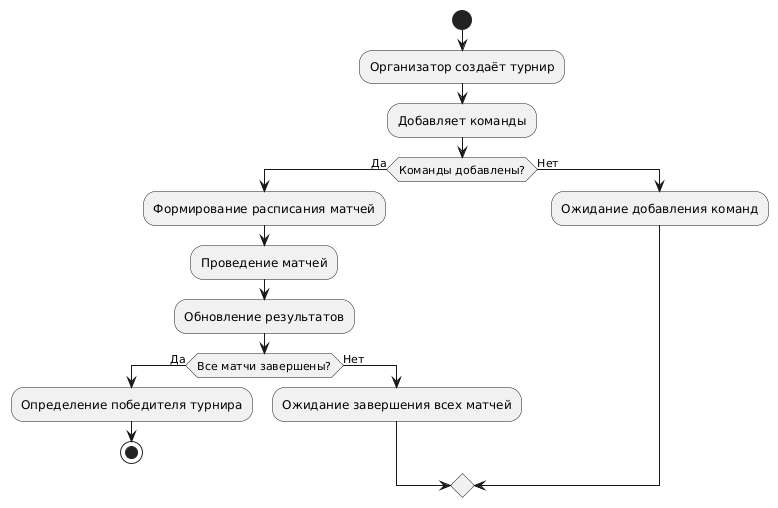 Организатор создаёт турнир
Добавляет команды
Да
Команды добавлены?
Нет
Формирование расписания матчей
Ожидание добавления команд
Проведение матчей
Обновление результатов
Да
Все матчи завершены?
Нет
Определение победителя турнира
Ожидание завершения всех матчей